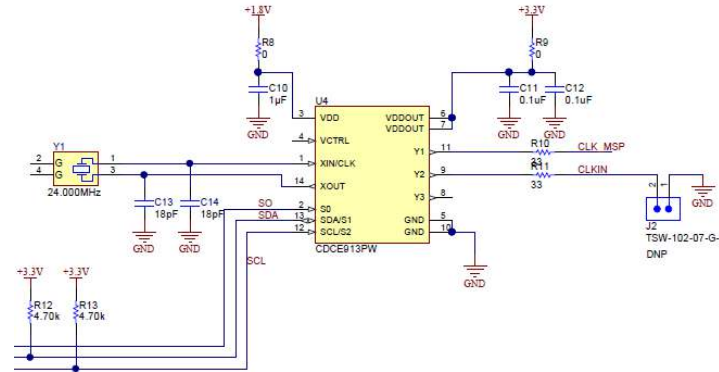 +1.8V
R8
0
C10
1µF
GND
+3.3V
R9
0
C11
0.1uF
C12
0.1uF
GND
GND
U4
3
VDD
4
VCTRL
1
XIN/CLK
14
XOUT
2
S0
13
SDA/S1
12
SCL/S2
VDDOUT
6
VDDOUT
7
Y1
11
Y2
9
Y3
8
GND
5
GND
10
CDCE913PW
R10
33
CLK_MSP
R11
33
CLKIN
GND
2
1
GND
J2
TSW-102-07-G-
DNP
Y1
2
G
1
4
G
3
24.000MHz
C13
18pF
C14
18pF
GND
GND
SO
SDA
SCL
+3.3V
+3.3V
R12
4.70k
R13
4.70k